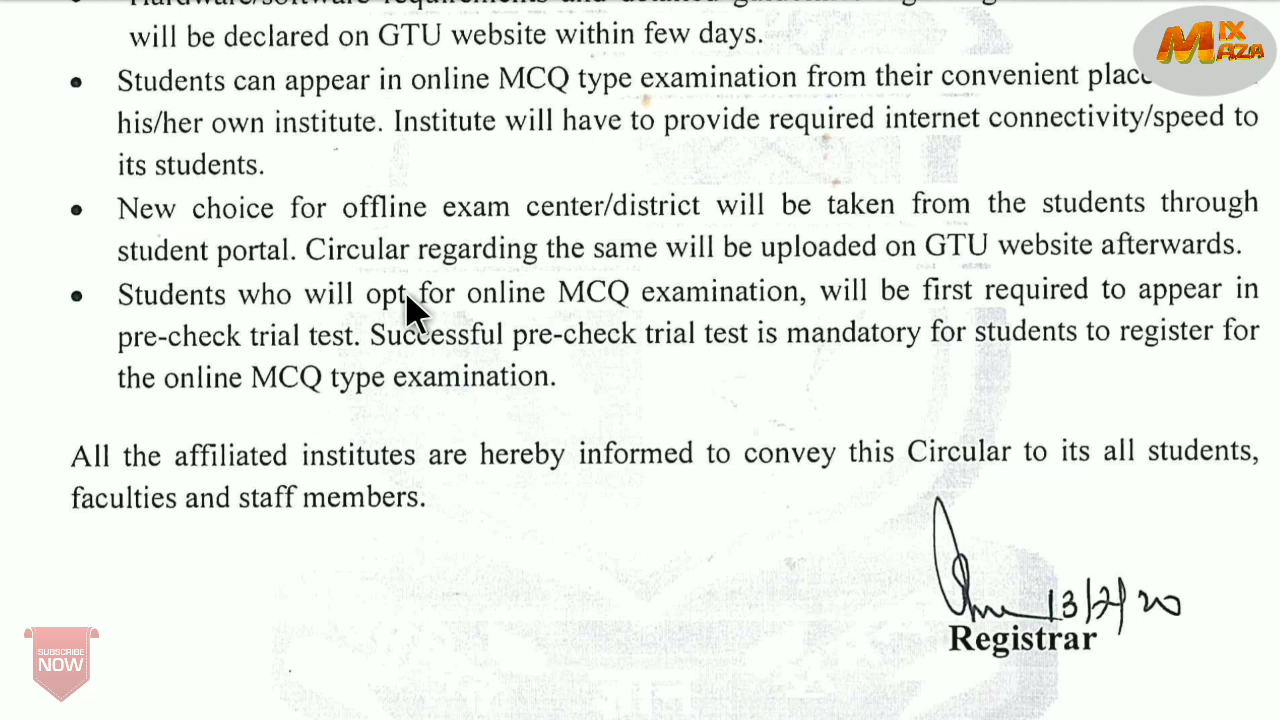 will be declared on GTU website within few days.
Students can appear in online MCQ type examination from their convenient
his/her own institute. Institute will have to provide required internet connectivity/speed to
its students.
New choice for offline exam center/district will be taken from the students through
student portal. Circular regarding the same will be uploaded on GTU website afterwards.
Students who will opt for online MCQ examination, will be first required to appear in
pre-check trial test. Successful pre-check trial test is mandatory for students to register for
the online MCQ type examination.
All the affiliated institutes are hereby informed to convey this Circular to its all students,
faculties and staff members.
13/7/20
Registrar
MIX
MAZA
SUBSCRIBE
NOW